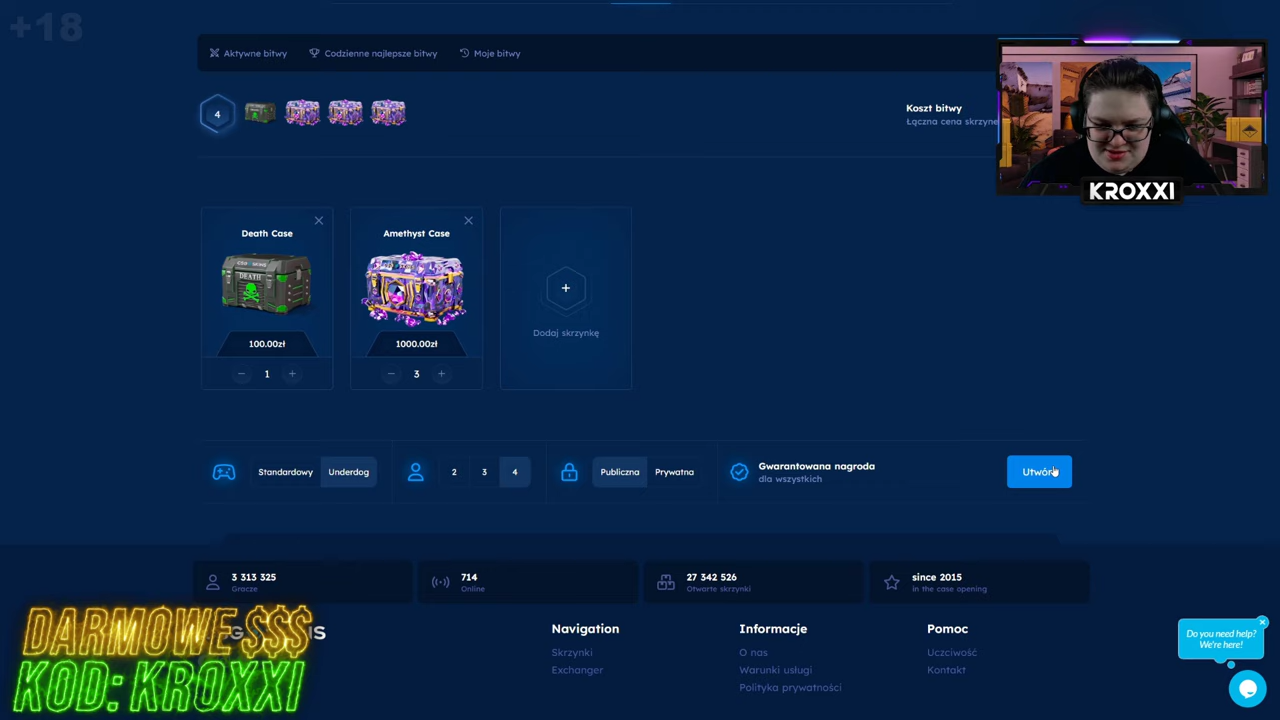 +18
Aktywne bitwy
Codzienne najlepsze bitwy
Moje bitwy
4
Koszt bitwy
Łączna cena skrzyne
KROXXI
Death Case
Amethyst Case
DEATH
Dodaj skrzynkę
100.00zł
1000.00zł
− 1 +
− 3 +
Standardowy
Underdog
2
3
4
Publiczna
Prywatna
Gwarantowana nagroda
dla wszystkich
Utwórz
3 313 325
Gracze
714
Online
27 342 526
Otwarte skrzynki
since 2015
In the case opening
DARMOWE $$$
KOD: KROXXI
Navigation
Skrzynki
Exchanger
Informacje
O nas
Warunki usługi
Polityka prywatności
Pomoc
Uczciwość
Kontakt
Do you need help?
We're here!